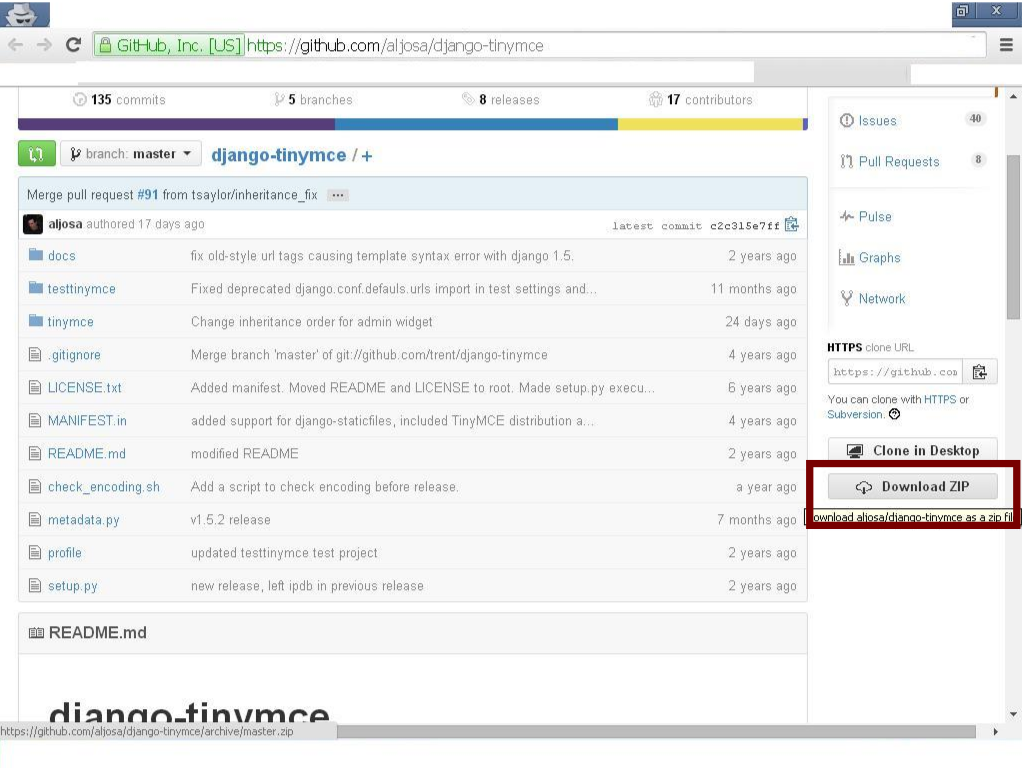 GitHub, Inc. [US] https://github.com/aljosa/django-tinymce
135 commits 5 branches 8 releases 17 contributors
branch: master django-tinymce / +
Merge pull request #91 from tsaylor/inheritance_fix ...
aljosa authored 17 days ago latest commit c2c315e7ff
docs fix old-style url tags causing template syntax error with django 1.5. 2 years ago
testtinymce Fixed deprecated django.conf.defauls.urls import in test settings and... 11 months ago
tinymce Change inheritance order for admin widget 24 days ago
.gitignore Merge branch 'master' of git://github.com/trent/django-tinymce 4 years ago
LICENSE.txt Added manifest. Moved README and LICENSE to root. Made setup.py execu... 6 years ago
MANIFEST.in added support for django-staticfiles, included TinyMCE distribution a... 4 years ago
README.md modified README 2 years ago
check_encoding.sh Add a script to check encoding before release. a year ago
metadata.py v1.5.2 release 7 months ago
profile updated testtinymce test project 2 years ago
setup.py new release, left ipdb in previous release 2 years ago
README.md
django-tinymce
Issues 40
Pull Requests 8
Pulse
Graphs
Network
HTTPS clone URL
https://github.com
You can clone with HTTPS or
Subversion.
Clone in Desktop
Download ZIP
ownload aljosa/django-tinymce as a zip fil
https://github.com/aljosa/django-tinymce/archive/master.zip